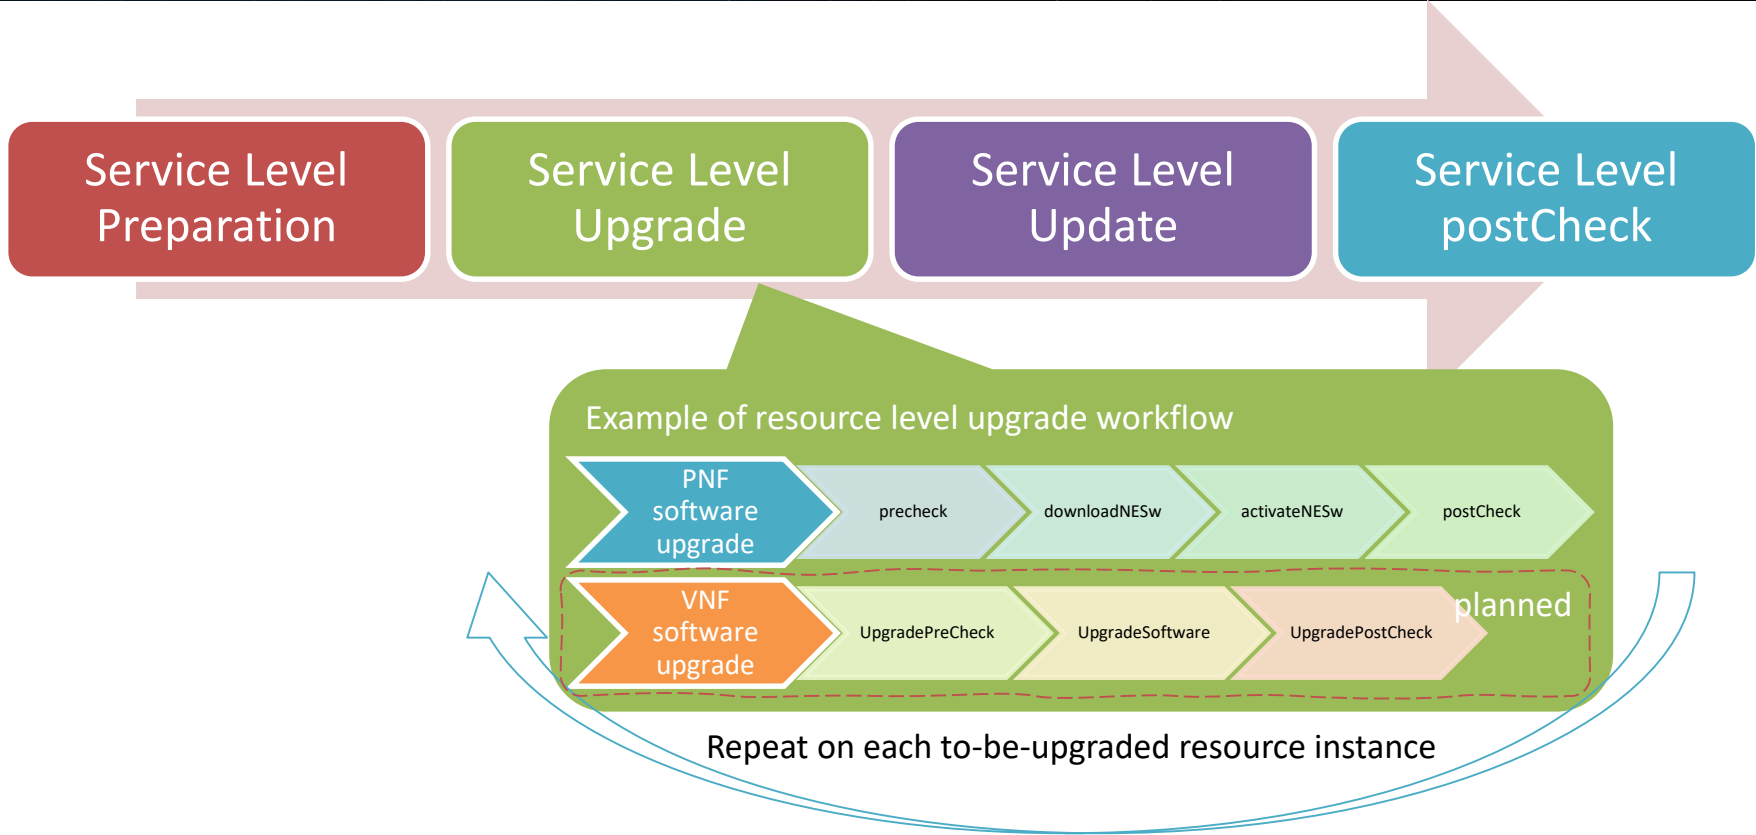 Service Level
Preparation
Service Level
Upgrade
Service Level
Update
Service Level
postCheck
Example of resource level upgrade workflow
PNF
software
upgrade
precheck
downloadNESw
activateNESw
postCheck
VNF
software
upgrade
UpgradePreCheck
UpgradeSoftware
UpgradePostCheck
planned
Repeat on each to-be-upgraded resource instance